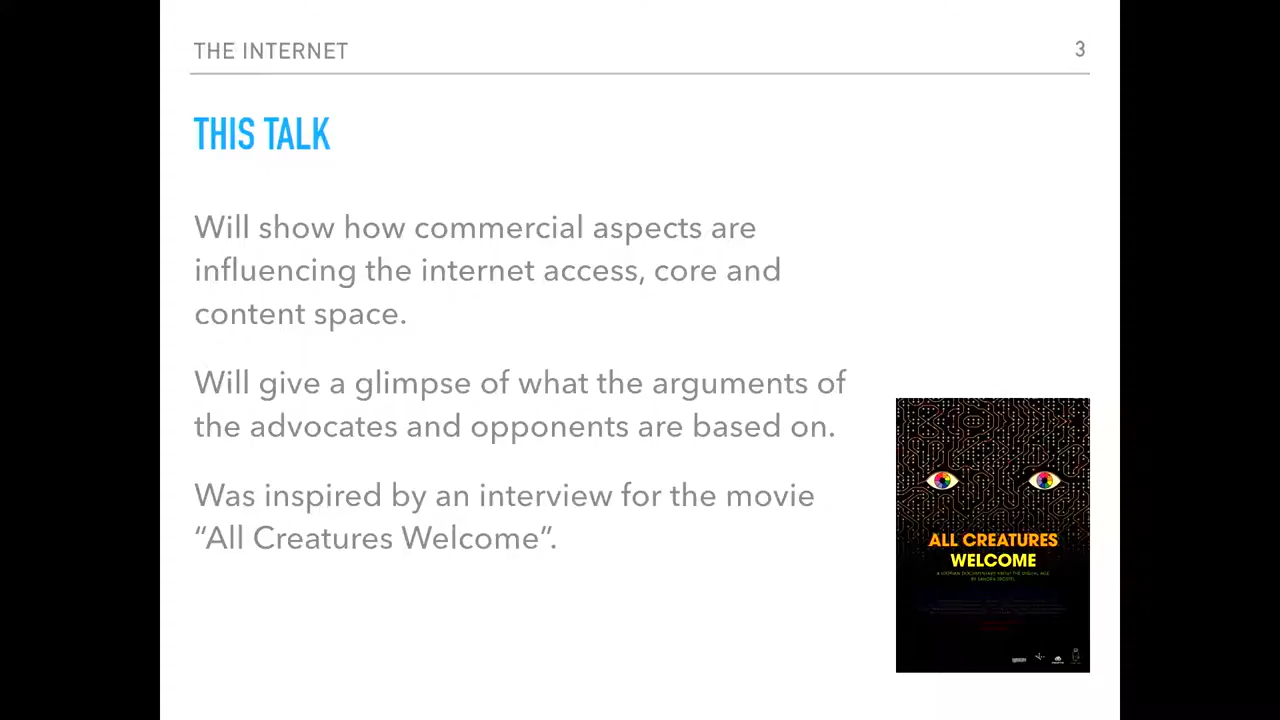 THE INTERNET
3
THIS TALK
Will show how commercial aspects are
influencing the internet access, core and
content space.
Will give a glimpse of what the arguments of
the advocates and opponents are based on.
Was inspired by an interview for the movie
“All Creatures Welcome”.
ALL CREATURES
WELCOME